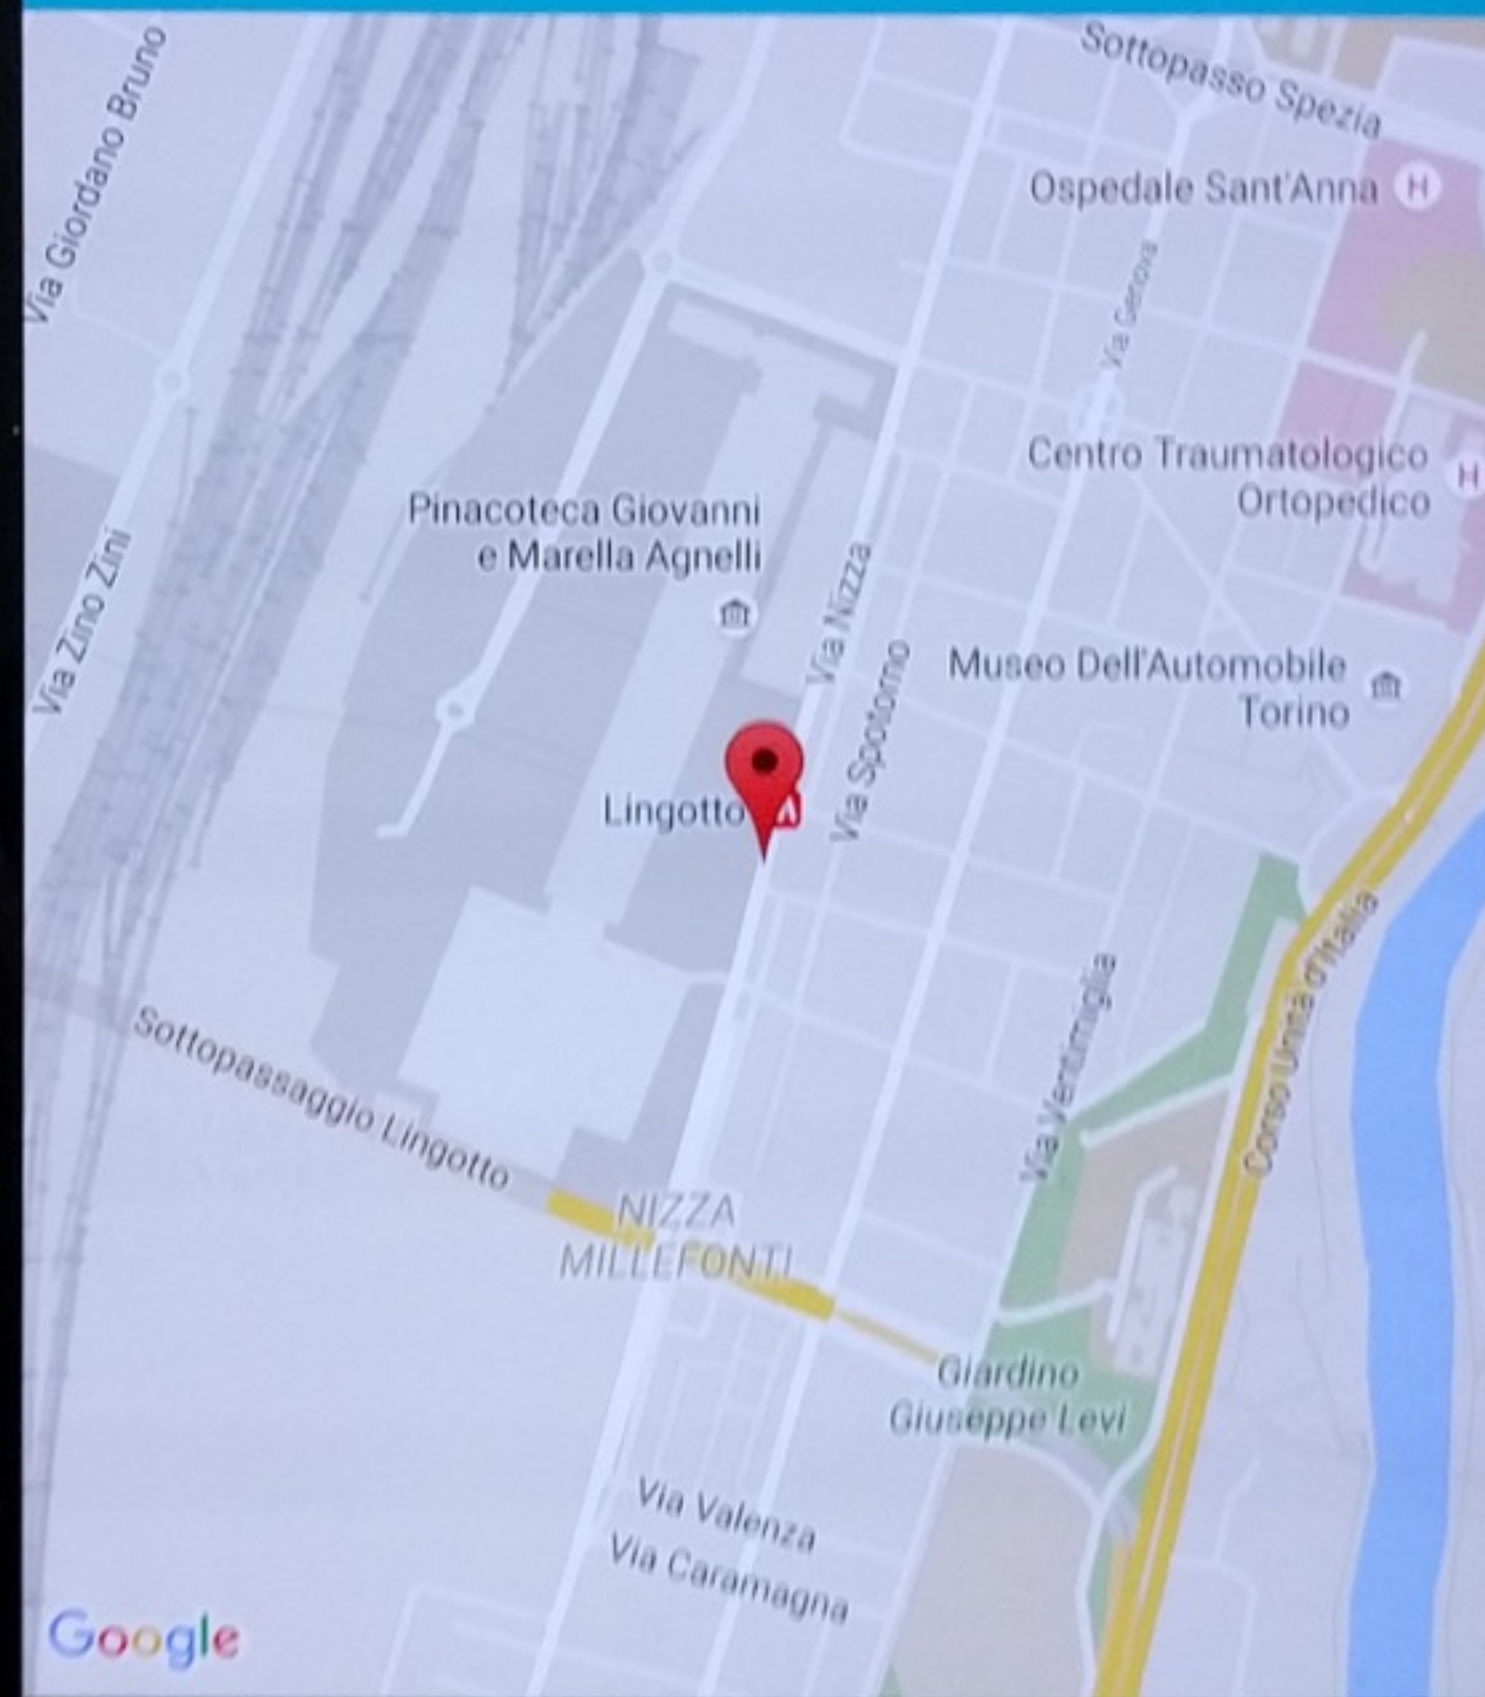 Sottopasso Spezia
Via Giordano Bruno
Ospedale Sant'Anna H
Via Genova
Centro Traumatologico H
Ortopedico
Pinacoteca Giovanni
e Marella Agnelli
Via Zino Zini
Via Nizza
Via Spotorno
Museo Dell'Automobile
Torino
Lingotto
Corso Unità d'Italia
Via Ventimiglia
Sottopassaggio Lingotto
NIZZA
MILLEFONTI
Giardino
Giuseppe Levi
Via Valenza
Via Caramagna
Google